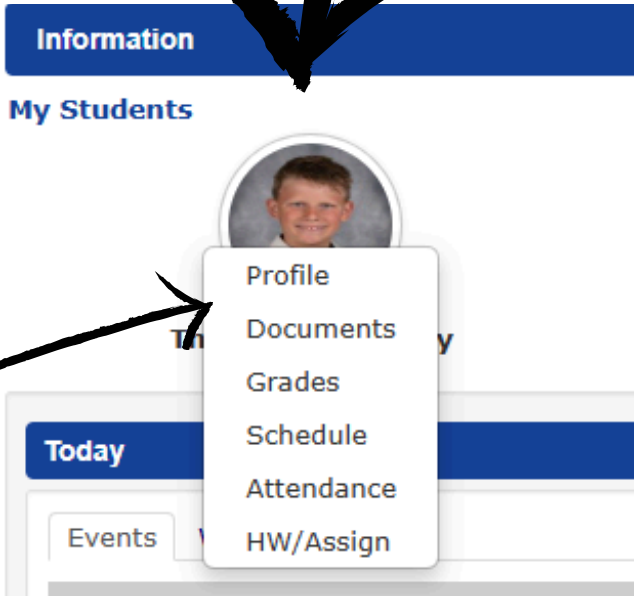 Information
My Students
Profile
Documents
Grades
Schedule
Today
Attendance
Events
HW/Assign